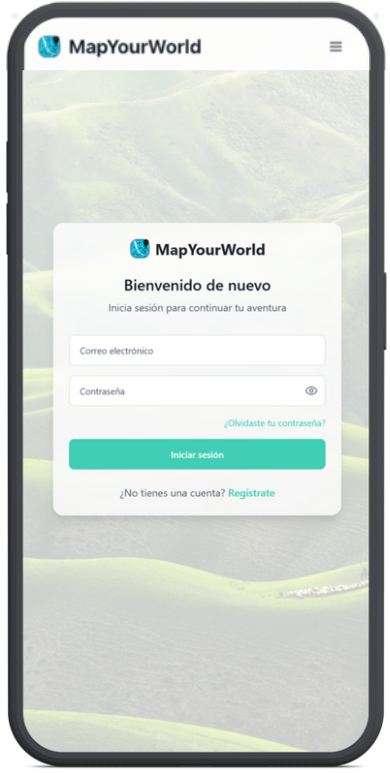 MapYourWorld
MapYourWorld
Bienvenido de nuevo
Inicia sesión para continuar tu aventura
Correo electrónico
Contraseña
¿Olvidaste tu contraseña?
Iniciar sesión
¿No tienes una cuenta? Regístrate